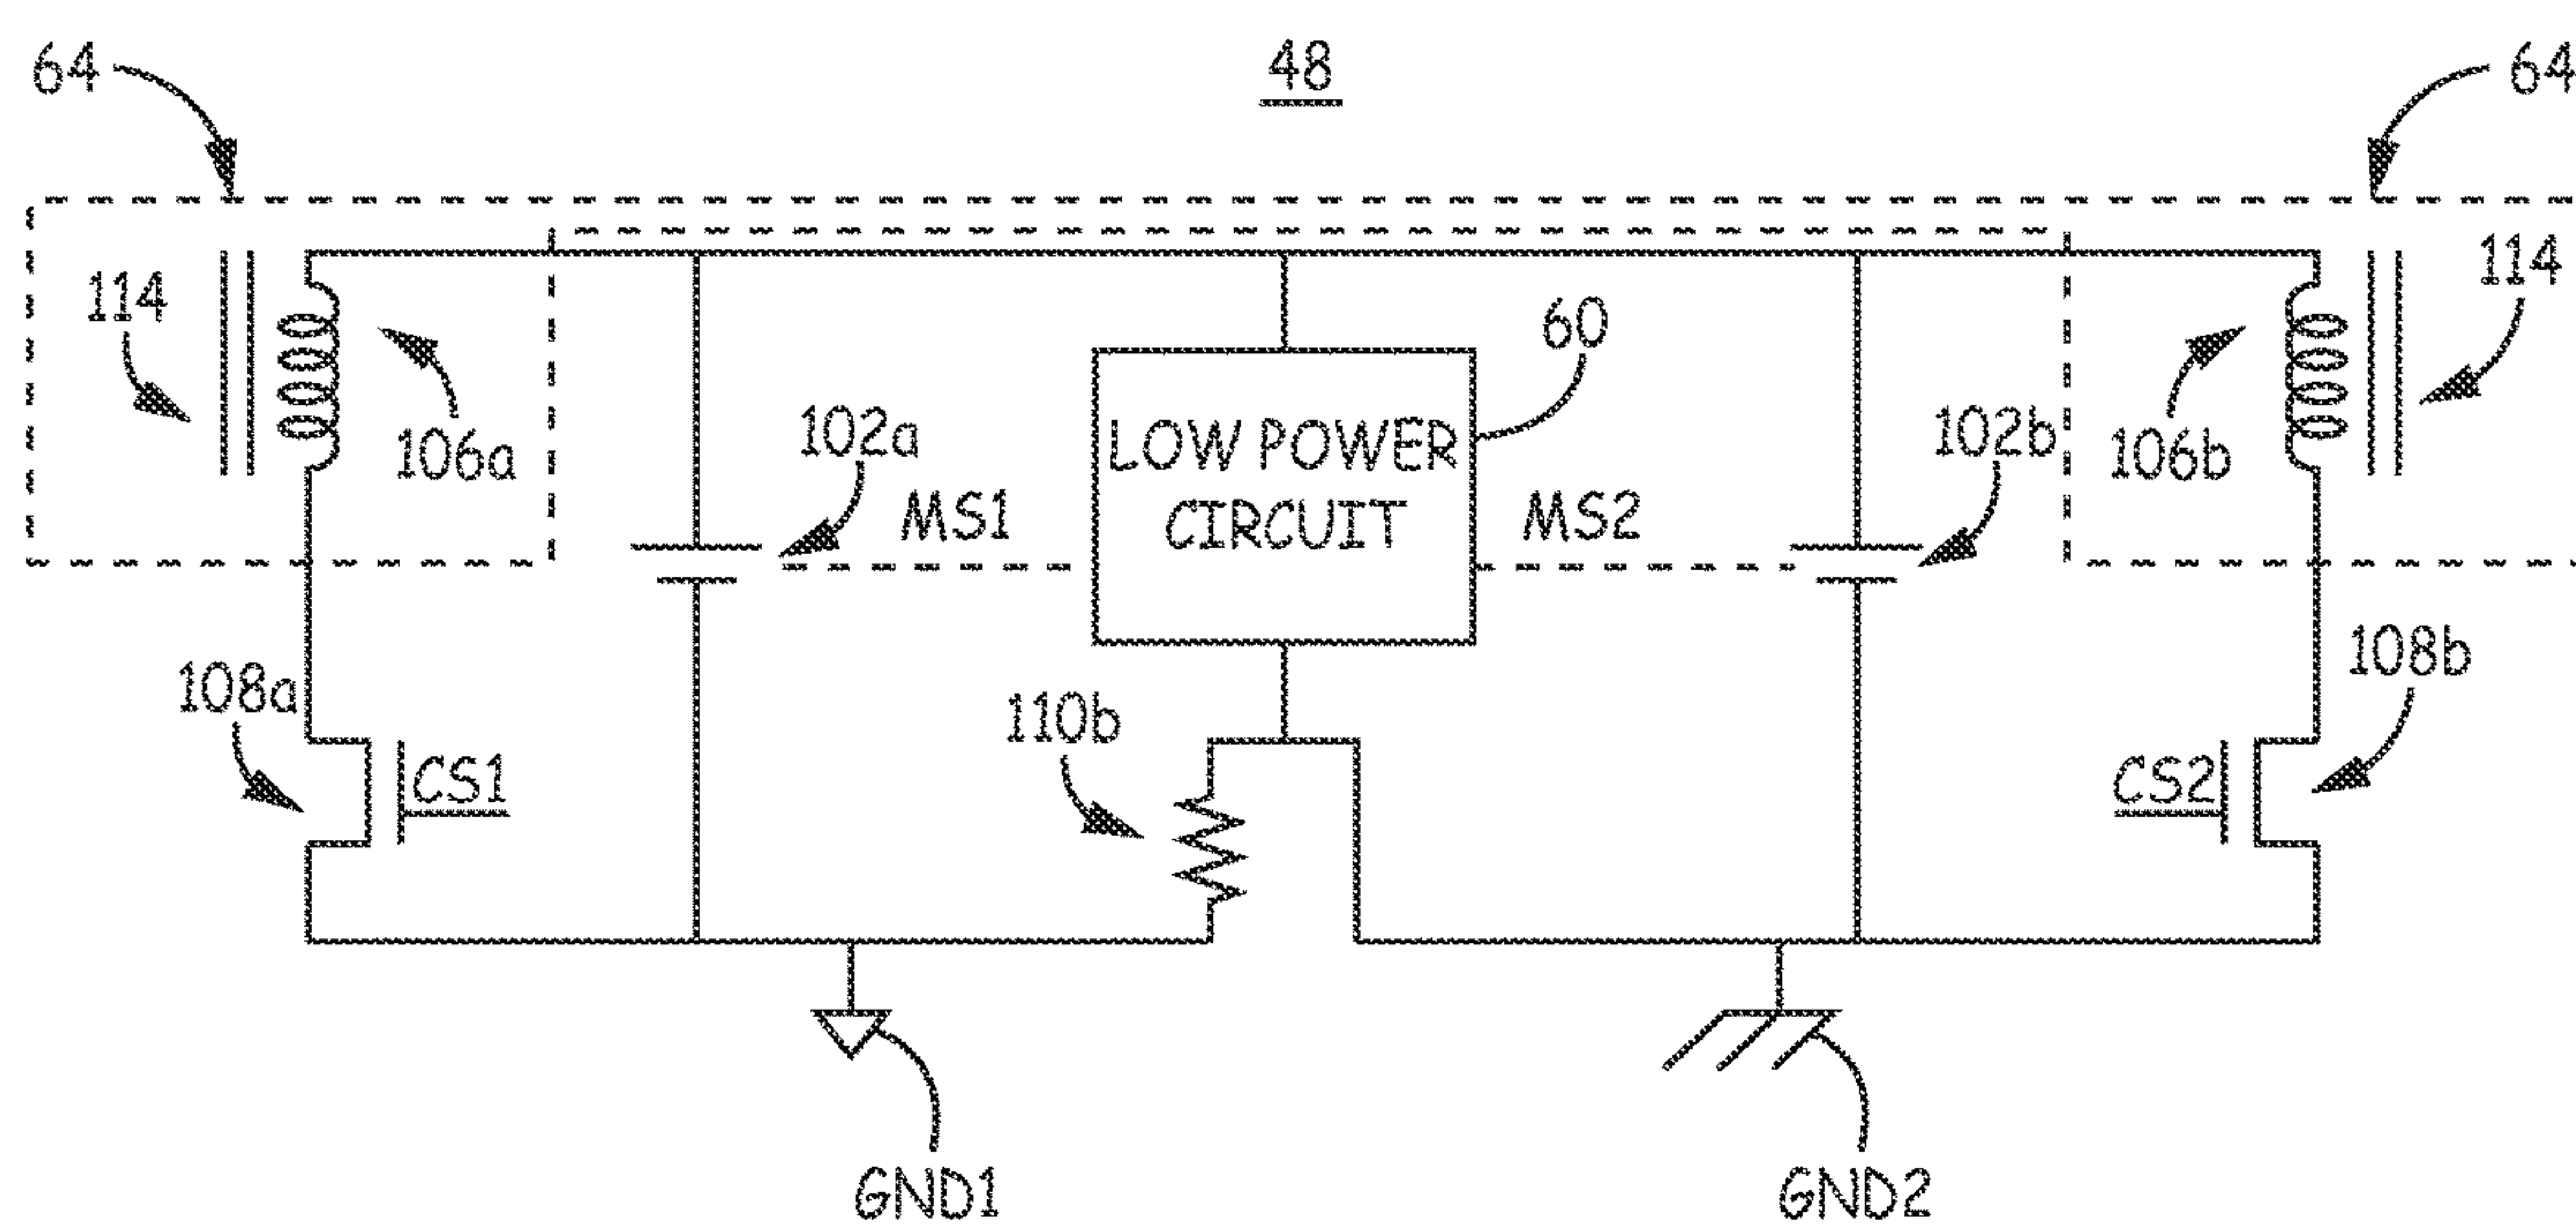 48
64
64
114
114
60
106a
102a
102b
106b
MS1
LOW POWER
CIRCUIT
MS2
108a
108b
110b
CS1
CS2
GND1
GND2